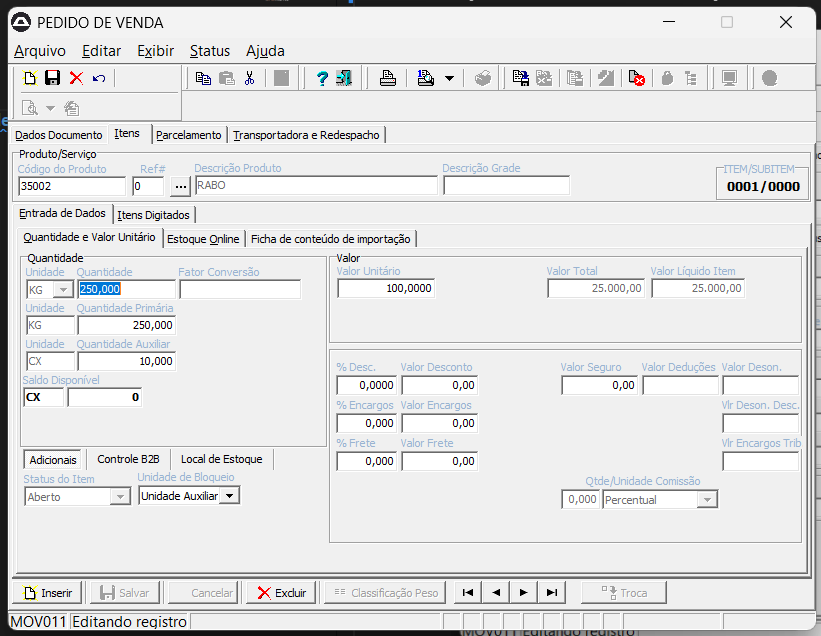 PEDIDO DE VENDA
Arquivo Editar Exibir Status Ajuda
Dados Documento Itens Parcelamento Transportadora e Redespacho
Produto/Serviço
Código do Produto Ref# Descrição Produto Descrição Grade ITEM/SUBITEM
35002 0 ... RABO 0001/0000
Entrada de Dados Itens Digitados
Quantidade e Valor Unitário Estoque Online Ficha de conteúdo de importação
Quantidade Valor
Unidade Quantidade Fator Conversão Valor Unitário Valor Total Valor Líquido Item
KG 250,000 100,0000 25.000,00 25.000,00
Unidade Quantidade Primária
KG 250,000
Unidade Quantidade Auxiliar
CX 10,000
Saldo Disponível
CX 0
% Desc. Valor Desconto Valor Seguro Valor Deduções Valor Deson.
0,0000 0,00 0,00
% Encargos Valor Encargos Vlr Deson. Desc.
0,000 0,00
% Frete Valor Frete Vlr Encargos Trib
0,000 0,00
Adicionais Controle B2B Local de Estoque
Status do Item Unidade de Bloqueio
Aberto Unidade Auxiliar
Qtde/Unidade Comissão
0,000 Percentual
Inserir Salvar Cancelar Excluir Classificação Peso Troca
MOV011 Editando registro
MOV011 Editando registro